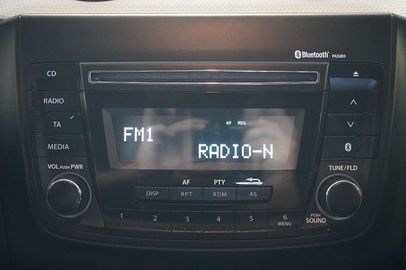 Bluetooth PA53R5
CD
RADIO
AF REG
TA
FM1
MEDIA
RADIO-N
VOL PUSH PWR
TUNE/FLD
AF PTY
DISP RPT RDM AS
1 2 3 4 5 6
MENU
PUSH
SOUND